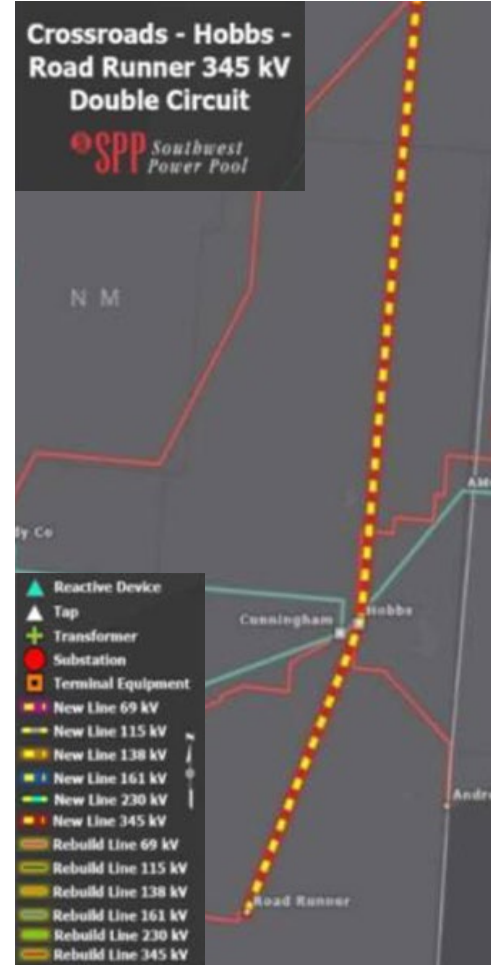 Crossroads - Hobbs -
Road Runner 345 kV
Double Circuit
SPP Southwest
Power Pool
N M
dy Co
Cunningham
Hobbs
Andr
Road Runner
Reactive Device
Tap
Transformer
Substation
Terminal Equipment
New Line 69 kV
New Line 115 kV
New Line 138 kV
New Line 161 kV
New Line 230 kV
New Line 345 kV
Rebuild Line 69 kV
Rebuild Line 115 kV
Rebuild Line 138 kV
Rebuild Line 161 kV
Rebuild Line 230 kV
Rebuild Line 345 kV